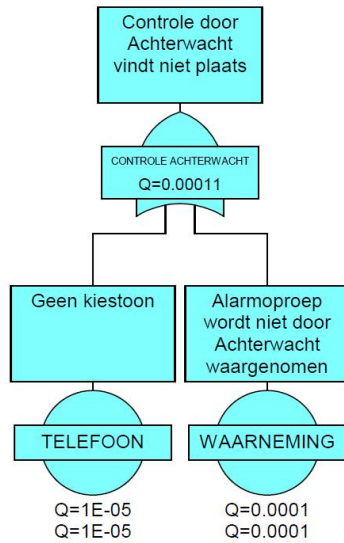 Controle door
Achterwacht
vindt niet plaats
CONTROLE ACHTERWACHT
Q=0.00011
Geen kiestoon
Alarmoproep
wordt niet door
Achterwacht
waargenomen
TELEFOON
WAARNEMING
Q=1E-05
Q=1E-05
Q=0.0001
Q=0.0001